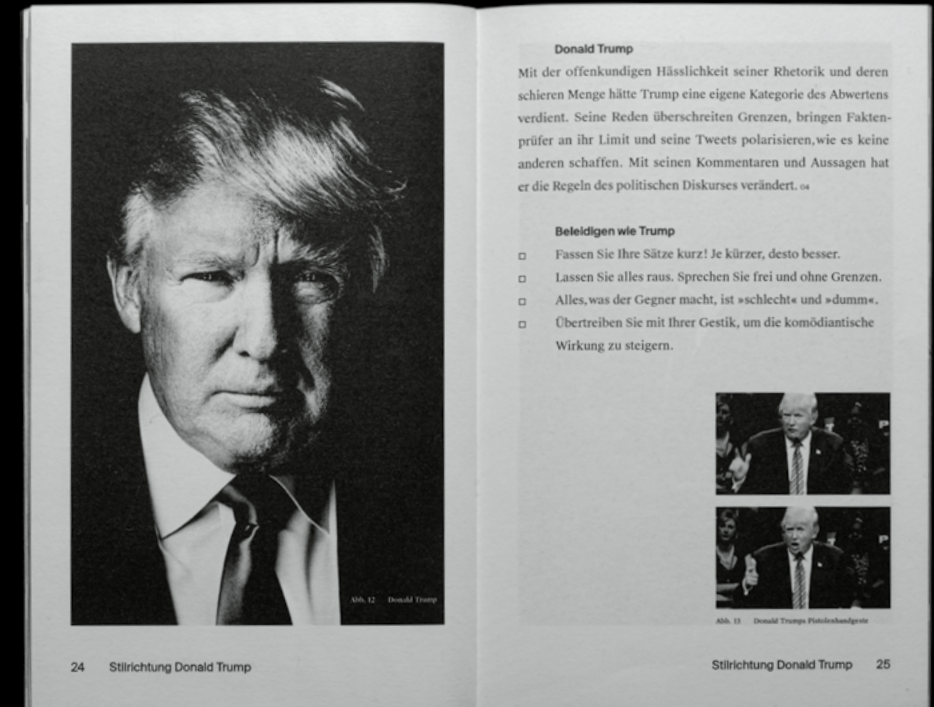 Abb. 12 Donald Trump
24 Stilrichtung Donald Trump
Donald Trump
Mit der offenkundigen Hässlichkeit seiner Rhetorik und deren
schieren Menge hätte Trump eine eigene Kategorie des Abwertens
verdient. Seine Reden überschreiten Grenzen, bringen Fakten-
prüfer an ihr Limit und seine Tweets polarisieren, wie es keine
anderen schaffen. Mit seinen Kommentaren und Aussagen hat
er die Regeln des politischen Diskurses verändert. 04
Beleidigen wie Trump
Fassen Sie Ihre Sätze kurz! Je kürzer, desto besser.
Lassen Sie alles raus. Sprechen Sie frei und ohne Grenzen.
Alles, was der Gegner macht, ist »schlecht« und »dumm«.
Übertreiben Sie mit Ihrer Gestik, um die komödiantische
Wirkung zu steigern.
Abb. 13 Donald Trumps Pistolenhandgeste
Stilrichtung Donald Trump 25